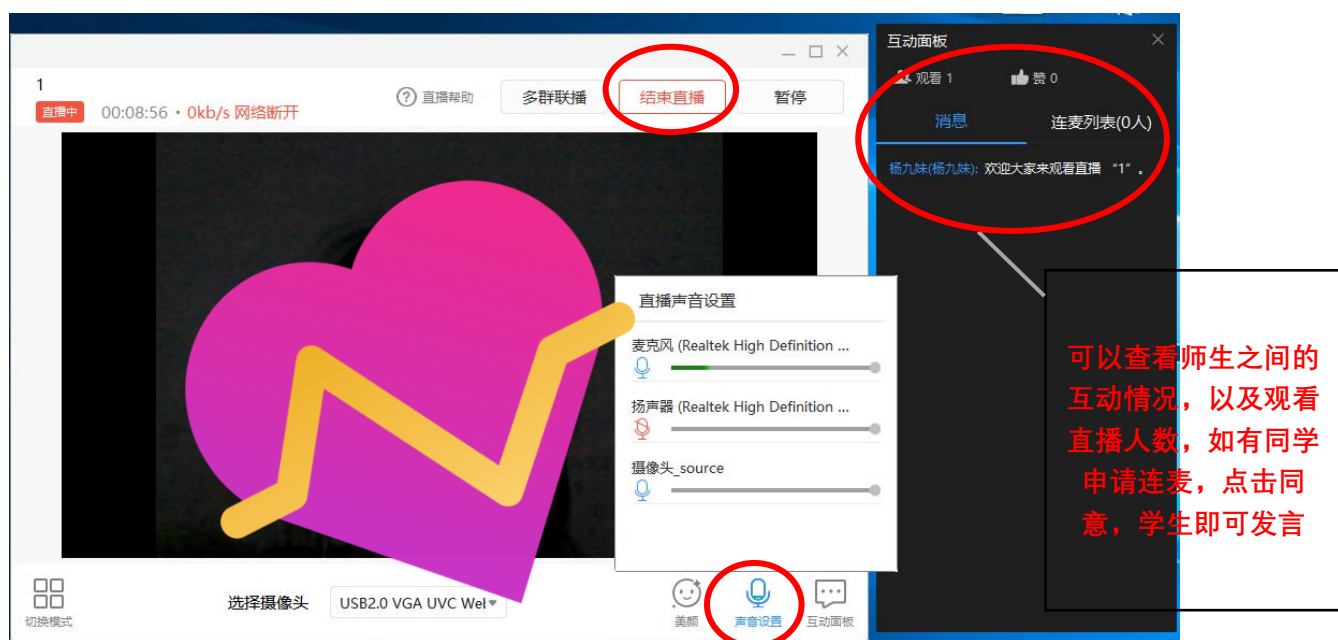 1
直播中 00:08:56 • 0kb/s 网络断开
直播帮助
多群联播
结束直播
暂停
直播声音设置
麦克风 (Realtek High Definition ...
扬声器 (Realtek High Definition ...
摄像头_source
切换模式
选择摄像头
USB2.0 VGA UVC Wel
美颜
声音设置
互动面板
互动面板
观看 1
赞 0
消息
连麦列表(0人)
杨九妹(杨九妹): 欢迎大家来观看直播 “1” 。
可以查看师生之间的
互动情况，以及观看
直播人数，如有同学
申请连麦，点击同
意，学生即可发言